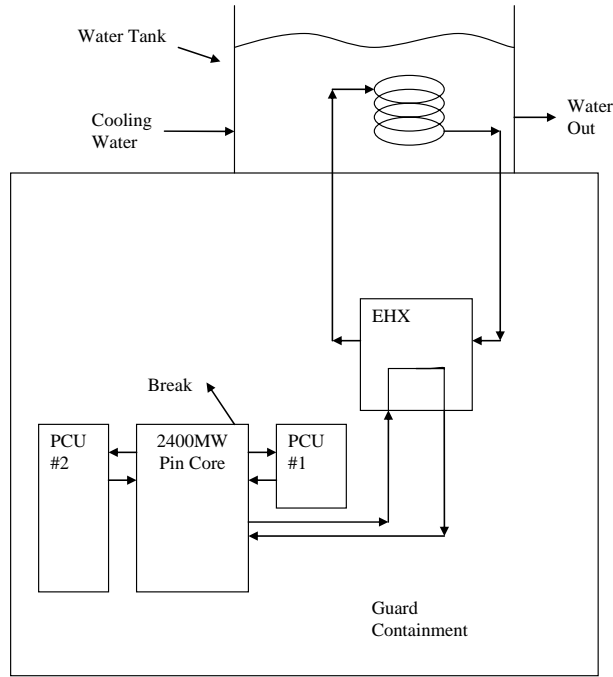 Water Tank
Cooling
Water
Water
Out
EHX
Break
PCU
#2
2400MW
Pin Core
PCU
#1
Guard
Containment